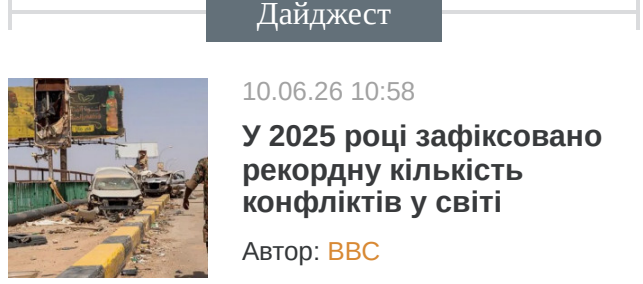 Дайджест
10.06.26 10:58
У 2025 році зафіксовано
рекордну кількість
конфліктів у світі
Автор: BBC